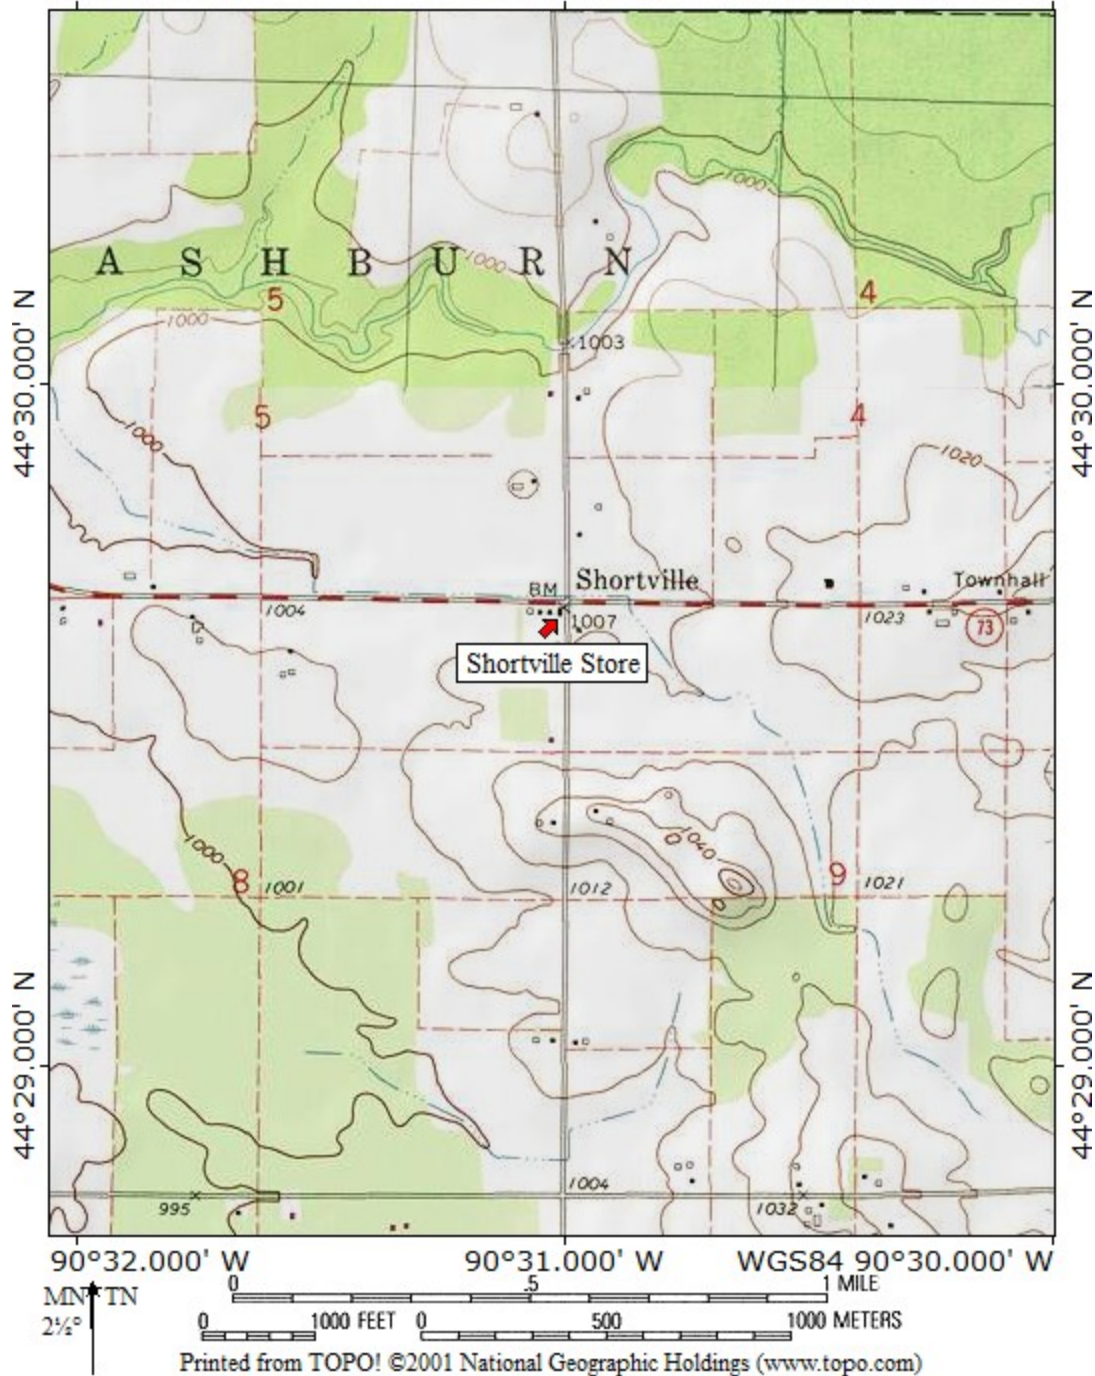 1000
A S H B U R N
1000
5
4
1000
1003
44°30.000' N
44°30.000' N
5
4
1000
1020
BM
Shortville
Townhall
1004
1007
1023
73
Shortville Store
1040
1000
8
1001
1012
9
1021
44°29.000' N
44°29.000' N
1004
995
1032
90°32.000' W
90°31.000' W
WGS84 90°30.000' W
MN TN
2½°
0 .5 1 MILE
0 1000 FEET 0 500 1000 METERS
Printed from TOPO! ©2001 National Geographic Holdings (www.topo.com)